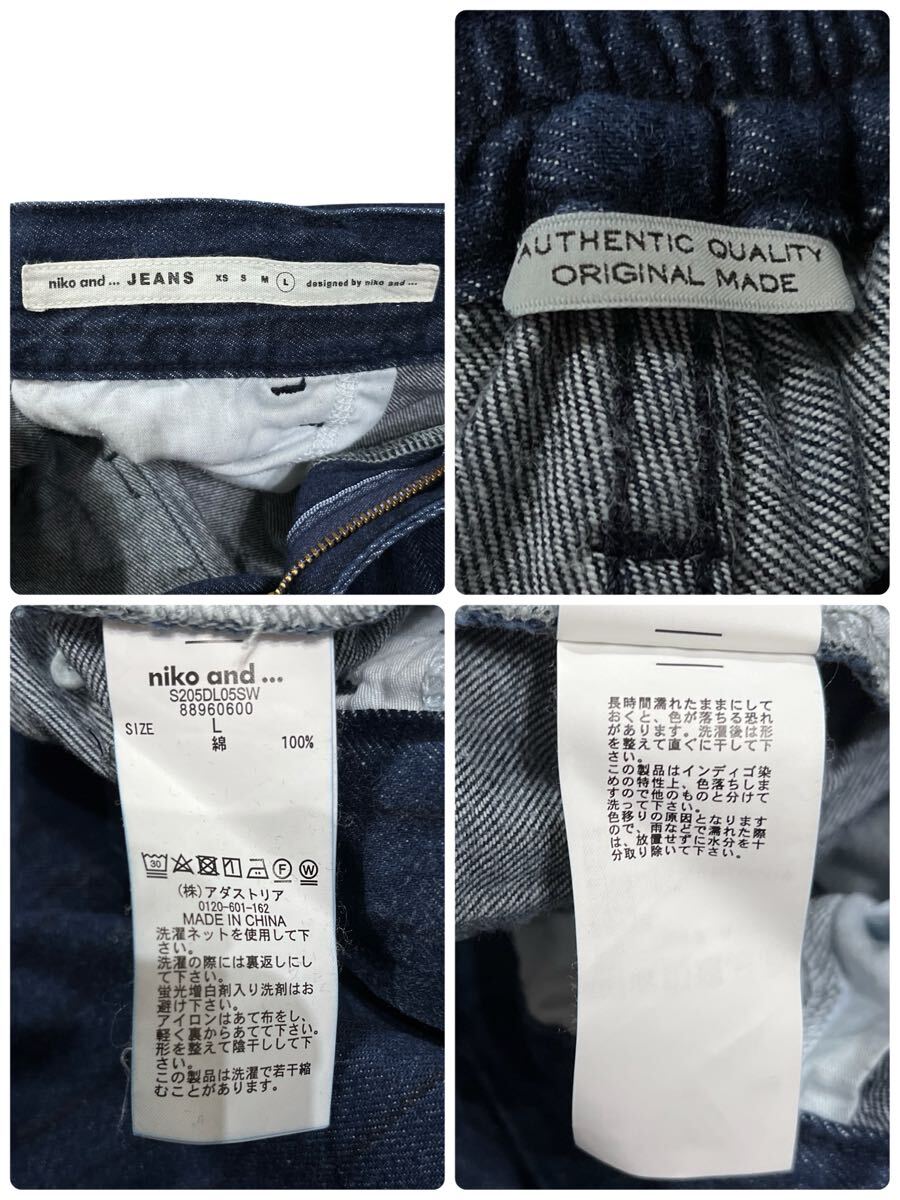 niko and ... JEANS XS S M L designed by niko and ...
AUTHENTIC QUALITY
ORIGINAL MADE
niko and ...
S205DL05SW
88960600
SIZE L
綿 100%
30 F W
(株)アダストリア
0120-601-162
MADE IN CHINA
洗濯ネットを使用して下
さい。
洗濯の際には裏返しにし
て下さい。
蛍光増白剤入り洗剤はお
避け下さい。
アイロンはあて布をし、
軽く裏からあてて下さい。
形を整えて陰干しして下
さい。
この製品は洗濯で若干縮
むことがあります。
長時間濡れたままにして
おくと、色が落ちる恐れ
があります。洗濯後は形
を整えて直ぐに干して下
さい。
この製品はインディゴ染
めの特性上、色落ちしま
すので他のものと分けて
洗って下さい。
色移りの原因となります
ので、雨などで濡れた際
は、放置せずに水分を十
分取り除いて下さい。